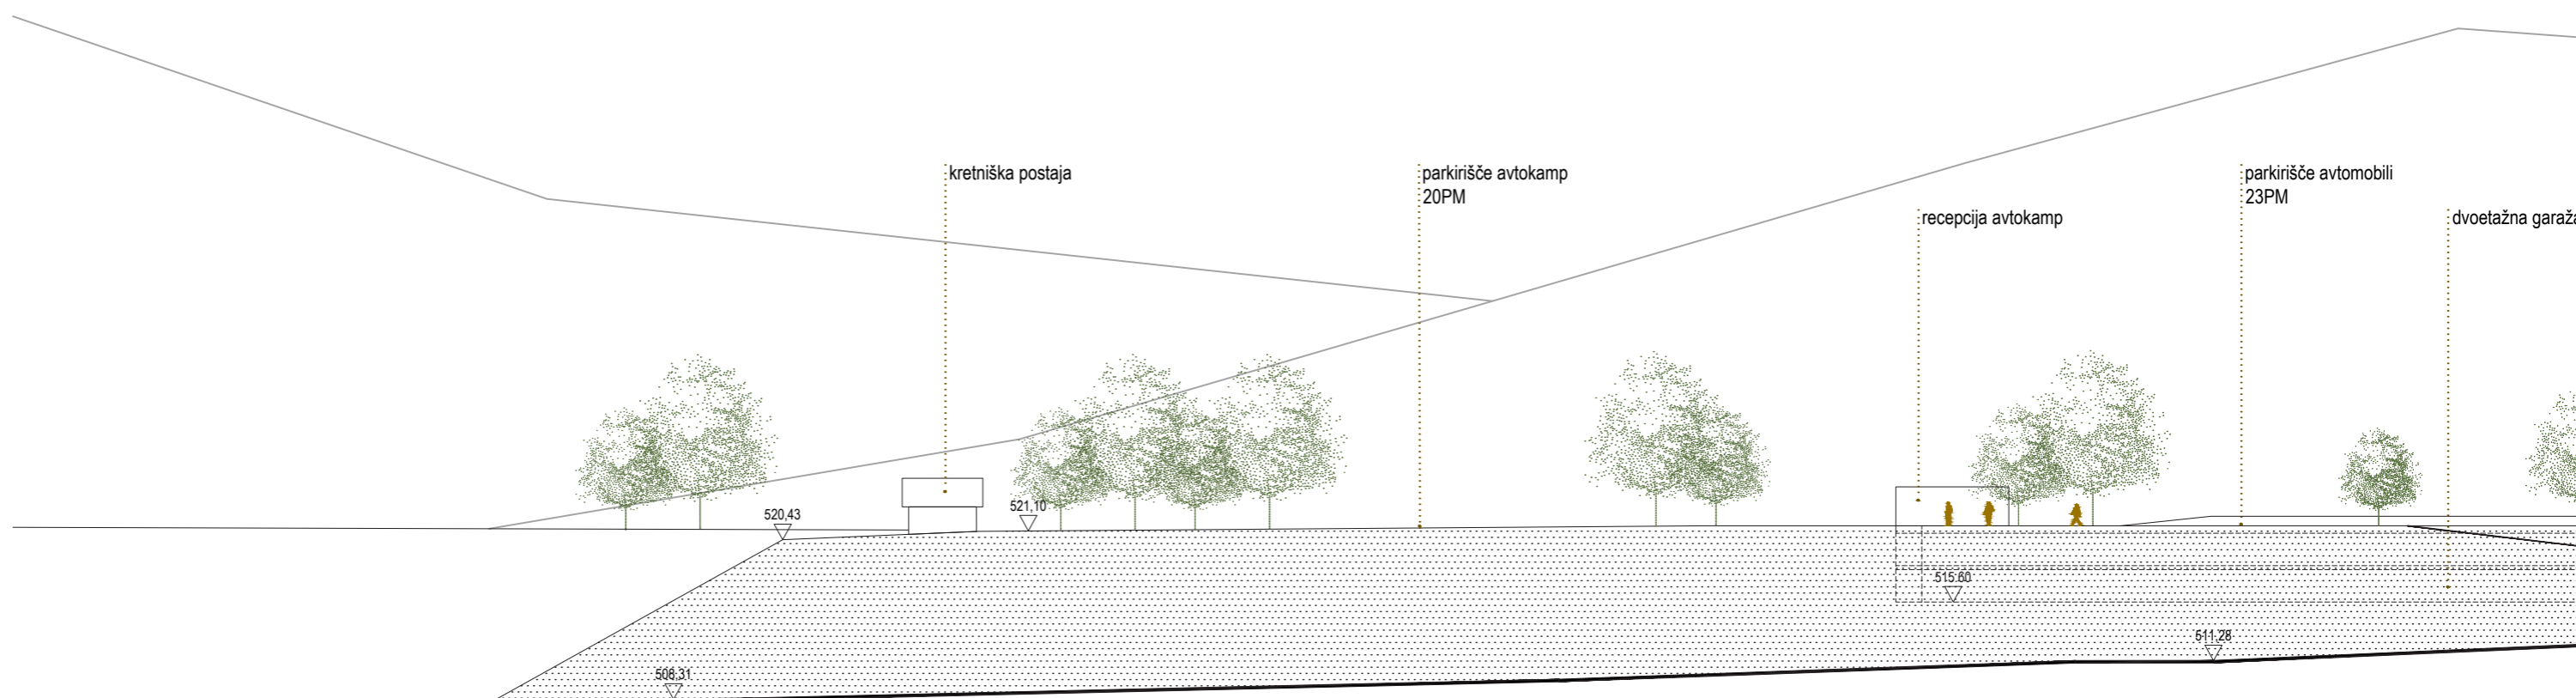 kretniška postaja
parkirišče avtokamp
20PM
parkirišče avtomobili
23PM
recepcija avtokamp
dvoetažna garaža
520,43
521,10
515.60
511,28
508,31